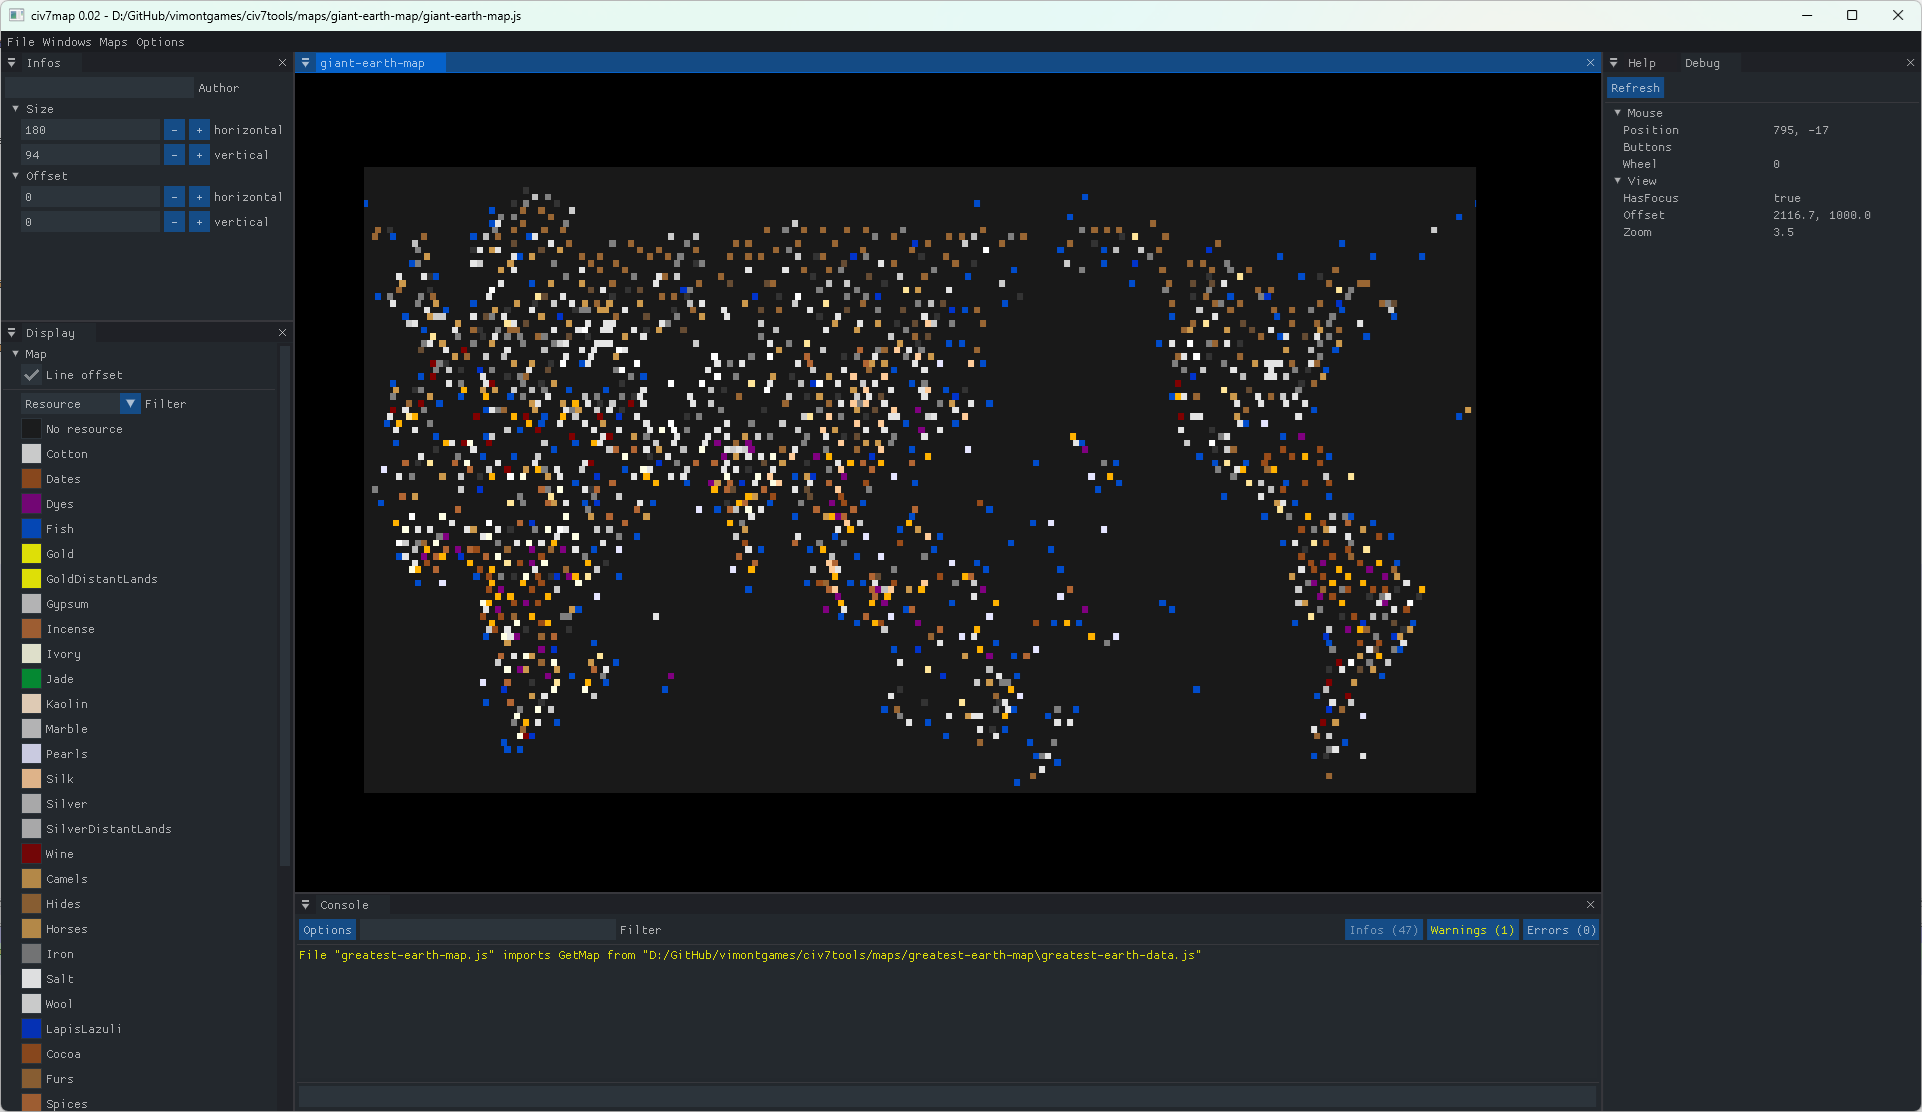 civ7map 0.02 - D:/GitHub/vimontgames/civ7tools/maps/giant-earth-map/giant-earth-map.js
File Windows Maps Options
Infos
Author
Size
180 - + horizontal
94 - + vertical
Offset
0 - + horizontal
0 - + vertical
Display
Map
Line offset
Resource Filter
No resource
Cotton
Dates
Dyes
Fish
Gold
GoldDistantLands
Gypsum
Incense
Ivory
Jade
Kaolin
Marble
Pearls
Silk
Silver
SilverDistantLands
Wine
Camels
Hides
Horses
Iron
Salt
Wool
LapisLazuli
Cocoa
Furs
Spices
giant-earth-map
Console
Options Filter Infos (47) Warnings (1) Errors (0)
File "greatest-earth-map.js" imports GetMap from "D:/GitHub/vimontgames/civ7tools/maps/greatest-earth-map\greatest-earth-data.js"
Help Debug
Refresh
Mouse
Position 795, -17
Buttons
Wheel 0
View
HasFocus true
Offset 2116.7, 1000.0
Zoom 3.5